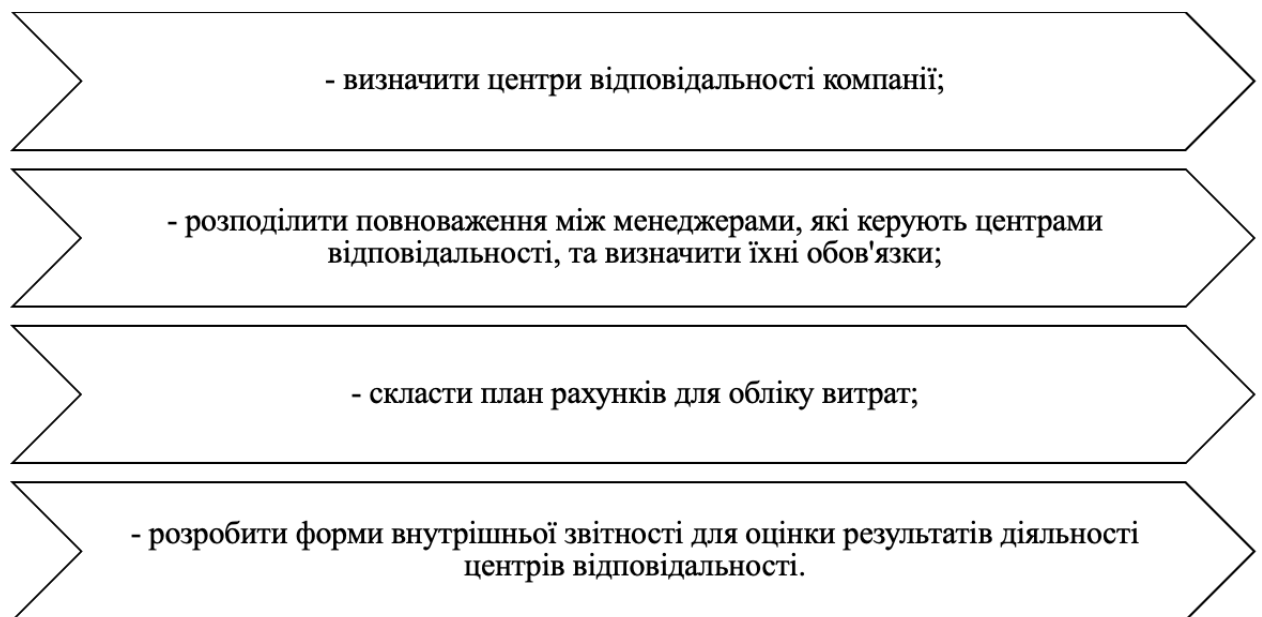 - визначити центри відповідальності компанії;
- розподілити повноваження між менеджерами, які керують центрами
відповідальності, та визначити їхні обов'язки;
- скласти план рахунків для обліку витрат;
- розробити форми внутрішньої звітності для оцінки результатів діяльності
центрів відповідальності.